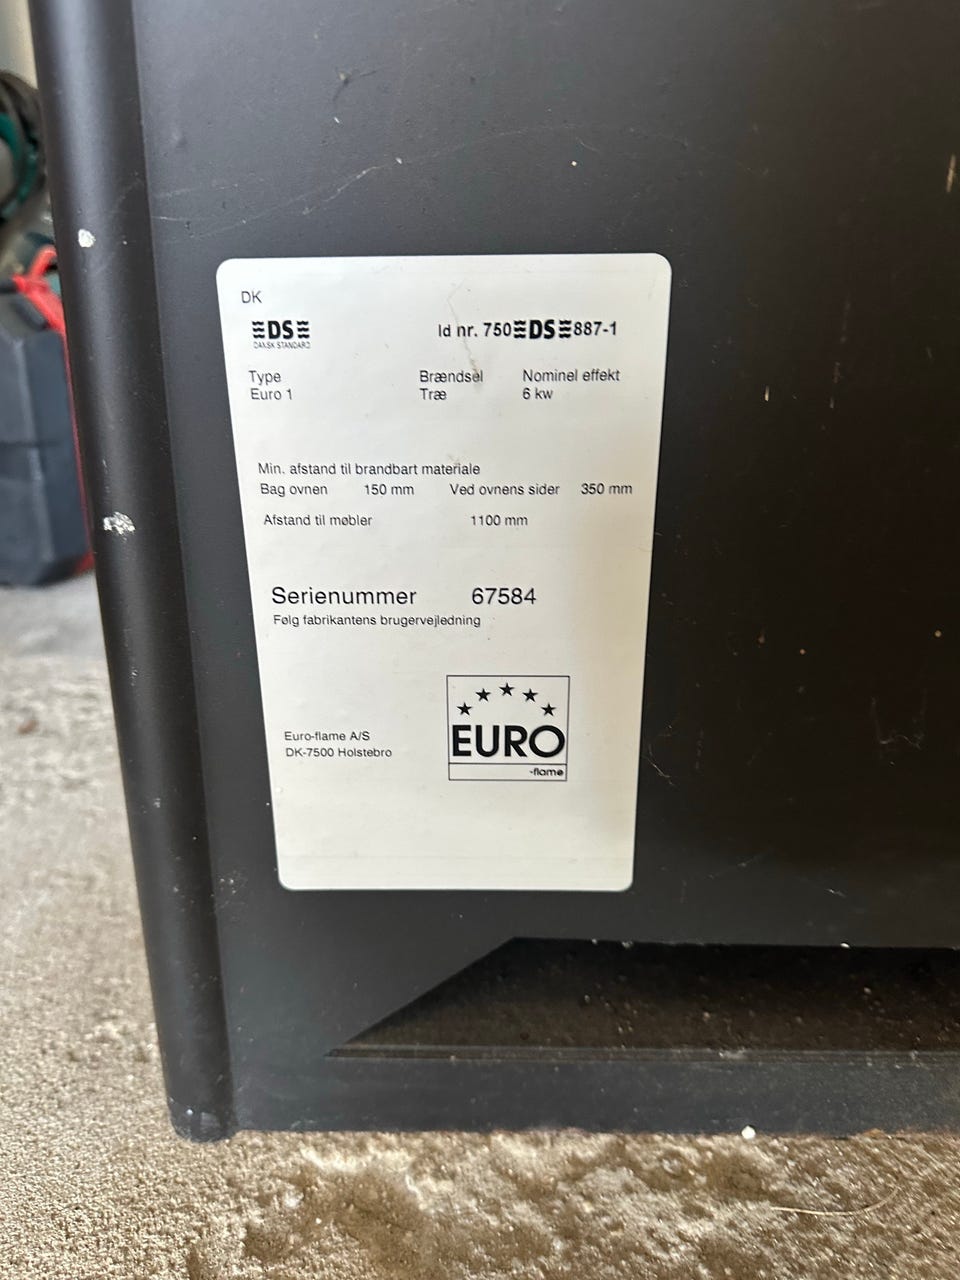 DK
DS
DANSK STANDARD
Id nr. 750 DS 887-1
Type Brændsel Nominel effekt
Euro 1 Træ 6 kw
Min. afstand til brandbart materiale
Bag ovnen 150 mm Ved ovnens sider 350 mm
Afstand til møbler 1100 mm
Serienummer 67584
Følg fabrikantens brugervejledning
Euro-flame A/S
DK-7500 Holstebro
EURO
-flame